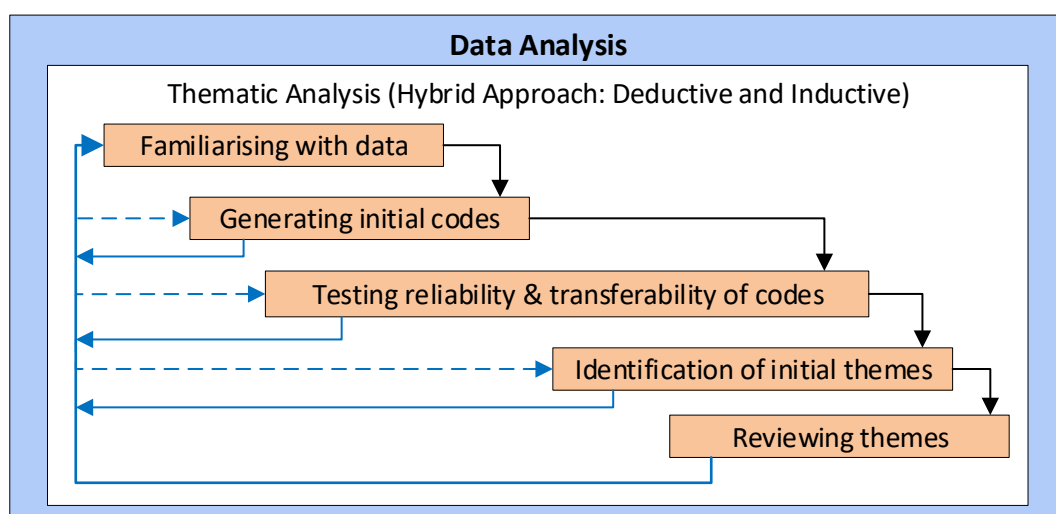 Data Analysis
Thematic Analysis (Hybrid Approach: Deductive and Inductive)
Familiarising with data
Generating initial codes
Testing reliability & transferability of codes
Identification of initial themes
Reviewing themes